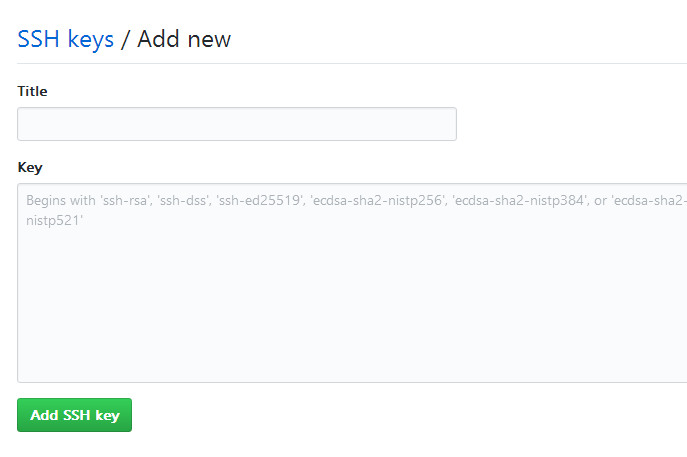 SSH keys / Add new
Title
Key
Begins with 'ssh-rsa', 'ssh-dss', 'ssh-ed25519', 'ecdsa-sha2-nistp256', 'ecdsa-sha2-nistp384', or 'ecdsa-sha2-
nistp521'
Add SSH key